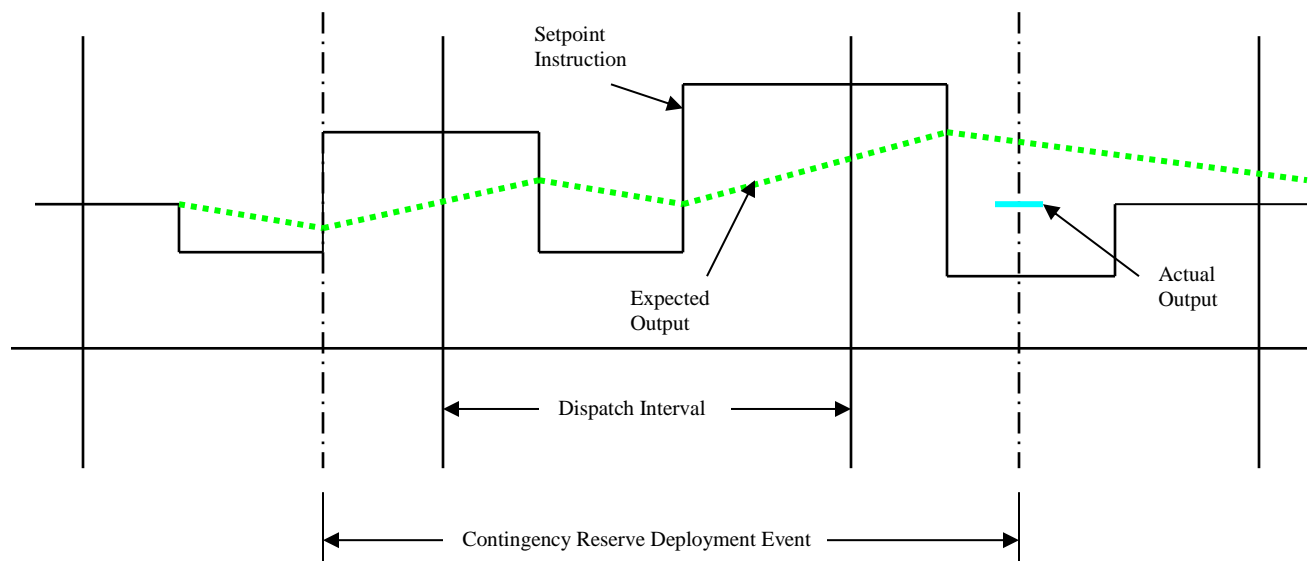 Setpoint
Instruction
Expected
Output
Actual
Output
Dispatch Interval
Contingency Reserve Deployment Event